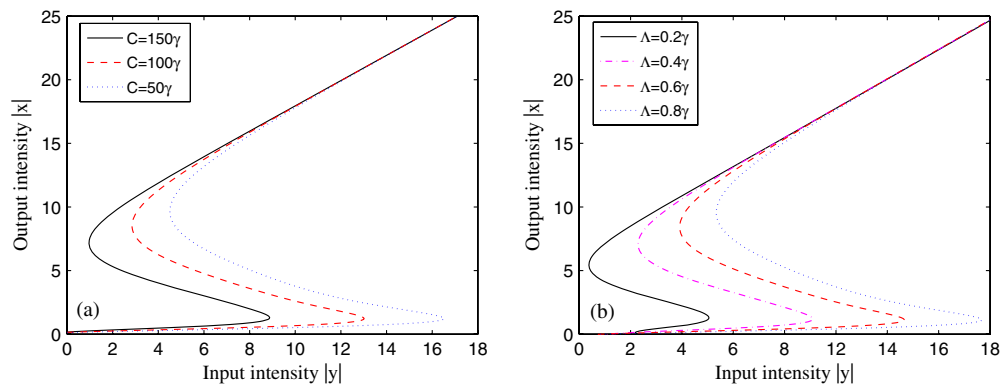 25
20
15
10
5
0
Output intensity |x|
C=150γ
C=100γ
C=50γ
(a)
0 2 4 6 8 10 12 14 16 18
Input intensity |y|
25
20
15
10
5
0
Output intensity |x|
Λ=0.2γ
Λ=0.4γ
Λ=0.6γ
Λ=0.8γ
(b)
0 2 4 6 8 10 12 14 16 18
Input intensity |y|